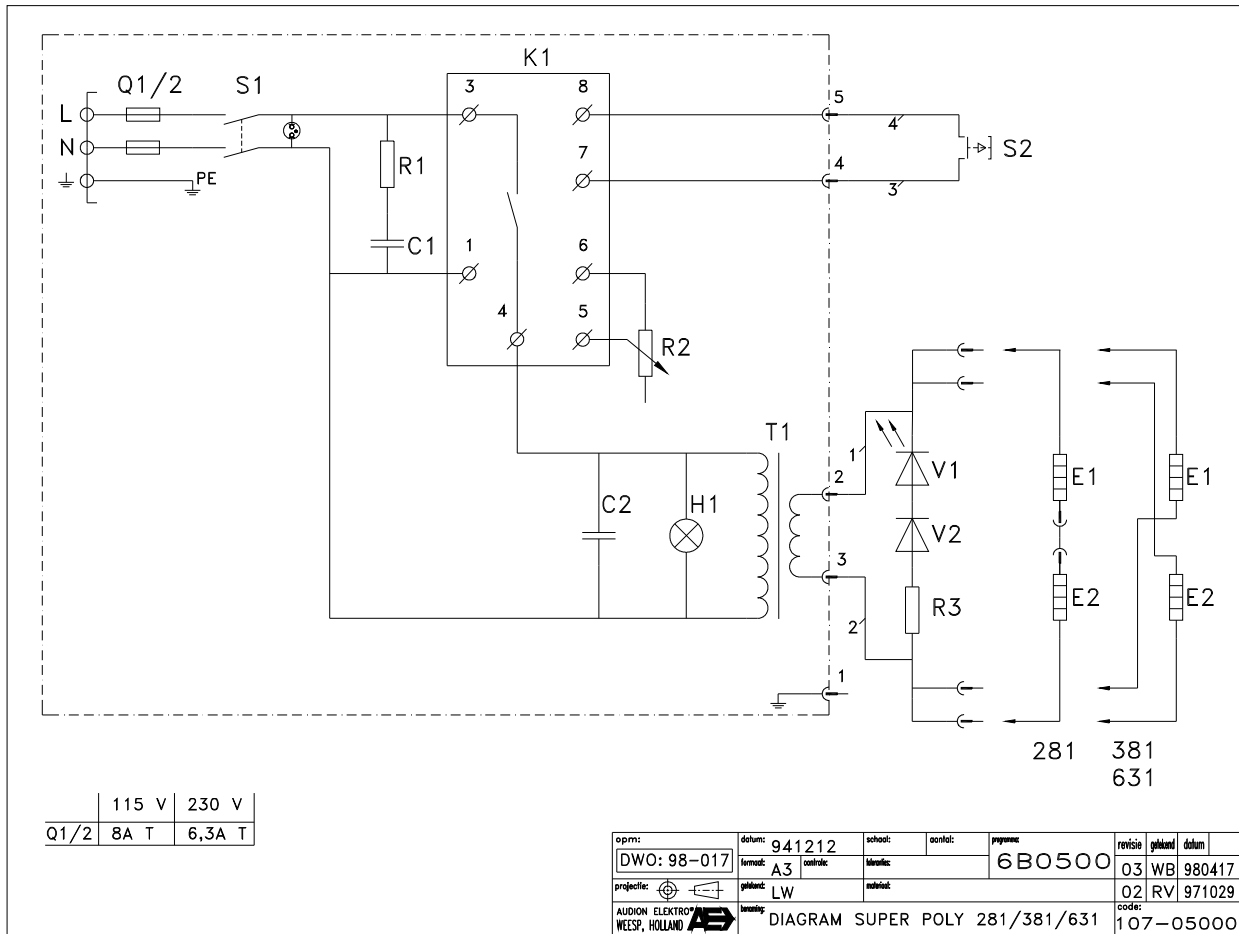 K1
Q1/2 S1 3 8 5
L 4
N 7 4 S2
PE R1 3
C1 1 6
4 5 R2
T1
1 V1 E1 E1
C2 H1 2
V2
3 R3 E2 E2
2
1
281 381
631
115 V 230 V
Q1/2 8A T 6,3A T
opm: datum: 941212 schaal: aantal: programma: 6B0500 revisie getekend datum
DWO: 98-017 formaat: A3 controle: toleranties: 03 WB 980417
projectie: getekend: LW materiaal: 02 RV 971029
AUDION ELEKTRO® AED benaming: DIAGRAM SUPER POLY 281/381/631 code:
WEESP, HOLLAND 107-05000